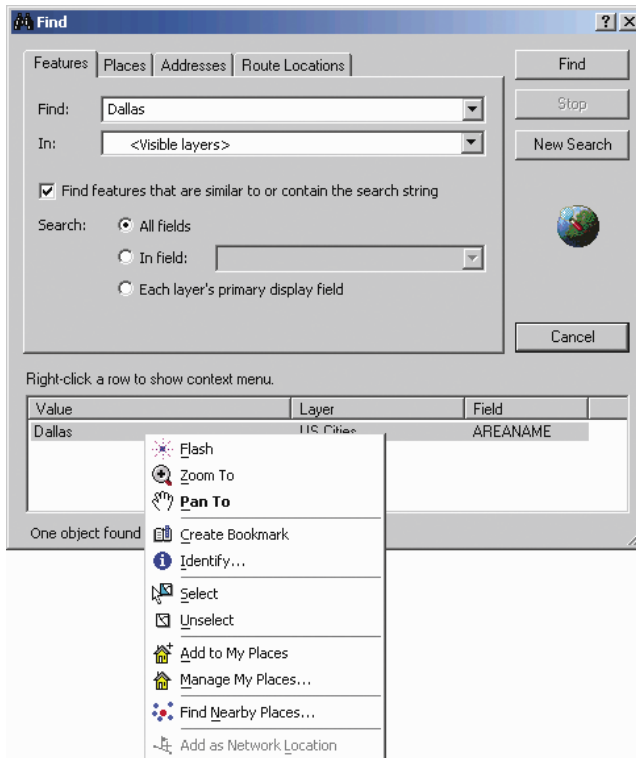 Find
Features Places Addresses Route Locations
Find
Find: Dallas
Stop
In: <Visible layers>
New Search
Find features that are similar to or contain the search string
Search: All fields
In field:
Each layer's primary display field
Cancel
Right-click a row to show context menu.
Value Layer Field
Dallas US Cities AREANAME
Flash
Zoom To
Pan To
One object found
Create Bookmark
Identify...
Select
Unselect
Add to My Places
Manage My Places...
Find Nearby Places...
Add as Network Location